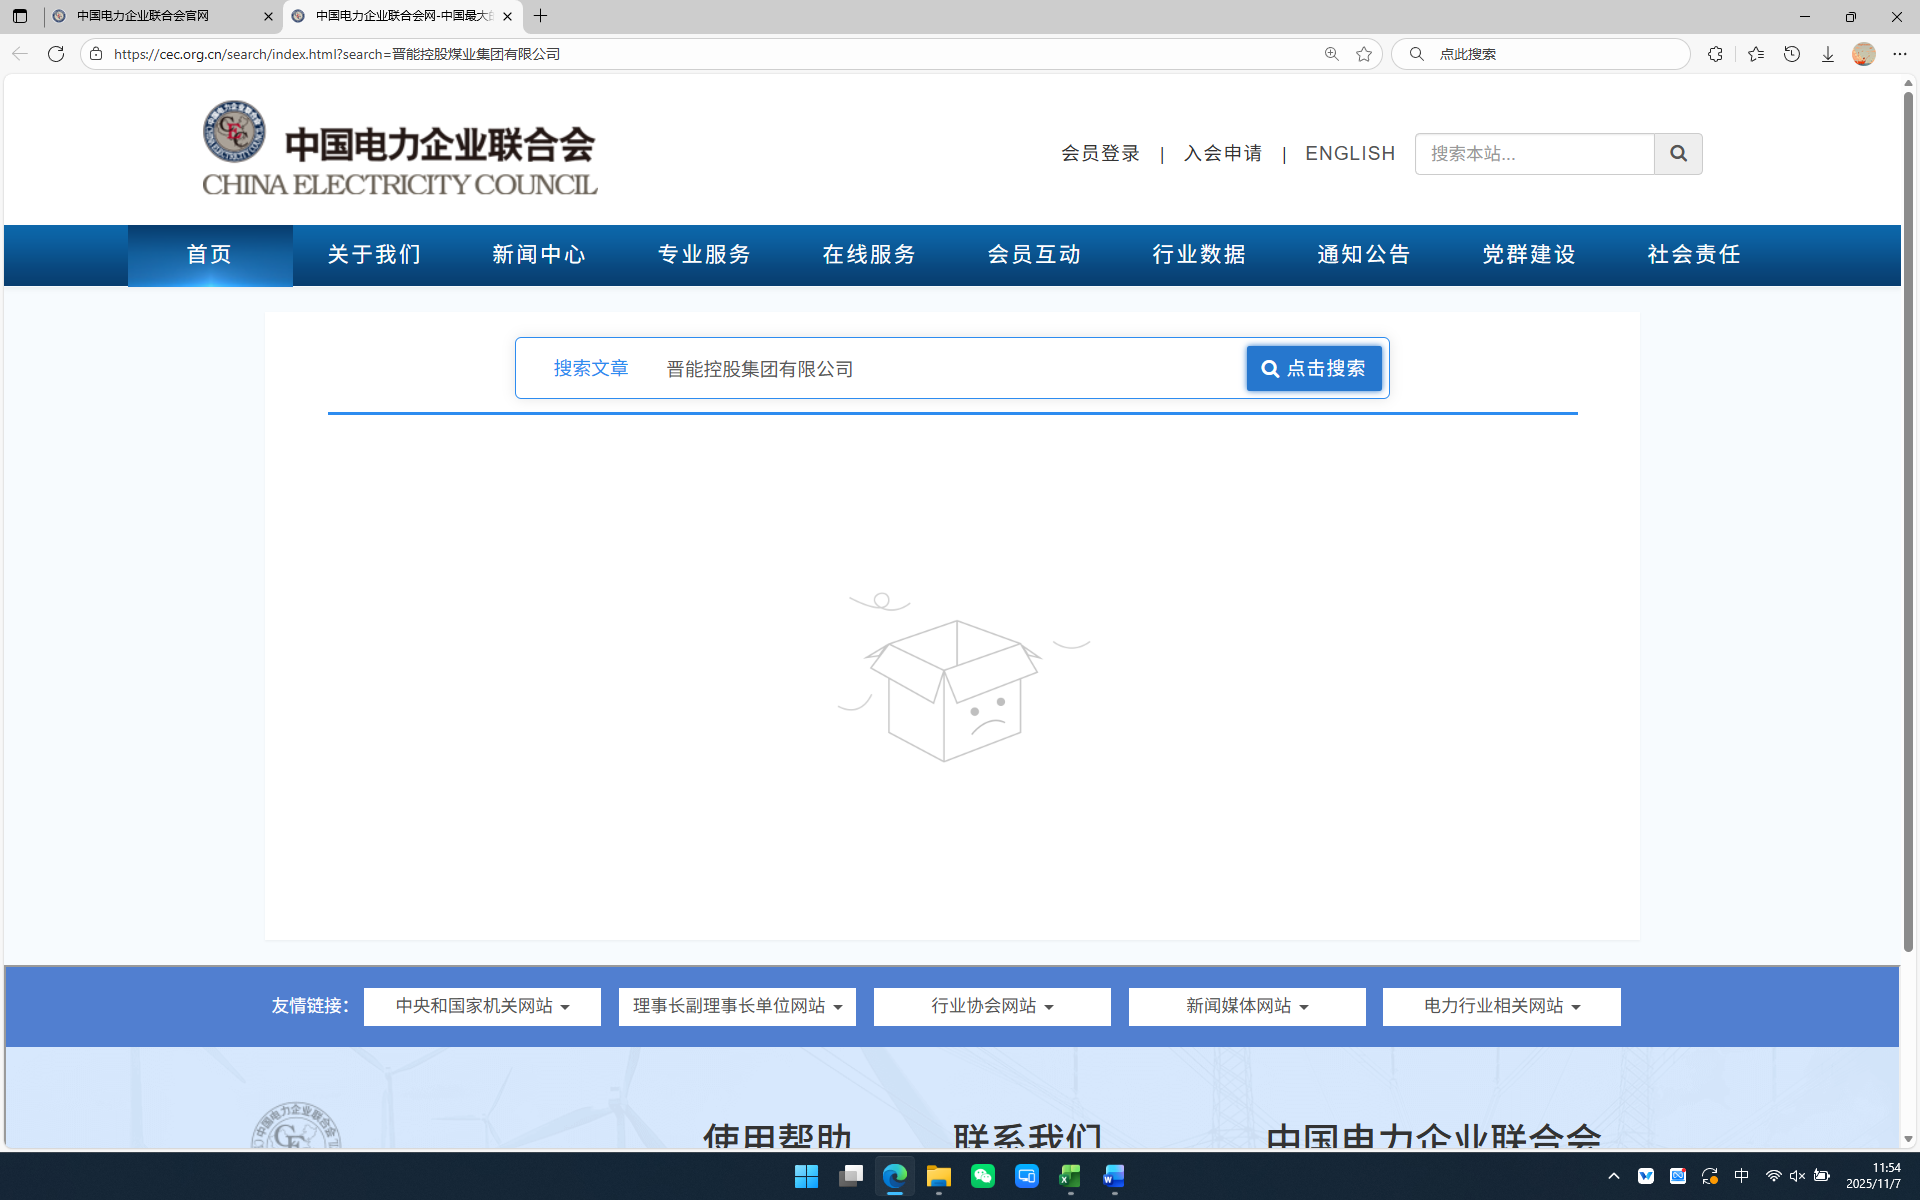 中国电力企业联合会官网
中国电力企业联合会网-中国最大的
https://cec.org.cn/search/index.html?search=晋能控股煤业集团有限公司
点此搜索
中国电力企业联合会
CHINA ELECTRICITY COUNCIL
会员登录 | 入会申请 | ENGLISH
搜索本站...
首页 关于我们 新闻中心 专业服务 在线服务 会员互动 行业数据 通知公告 党群建设 社会责任
搜索文章 晋能控股集团有限公司 点击搜索
友情链接： 中央和国家机关网站 理事长副理事长单位网站 行业协会网站 新闻媒体网站 电力行业相关网站
使用帮助 联系我们 中国电力企业联合会
中
11:54
2025/11/7